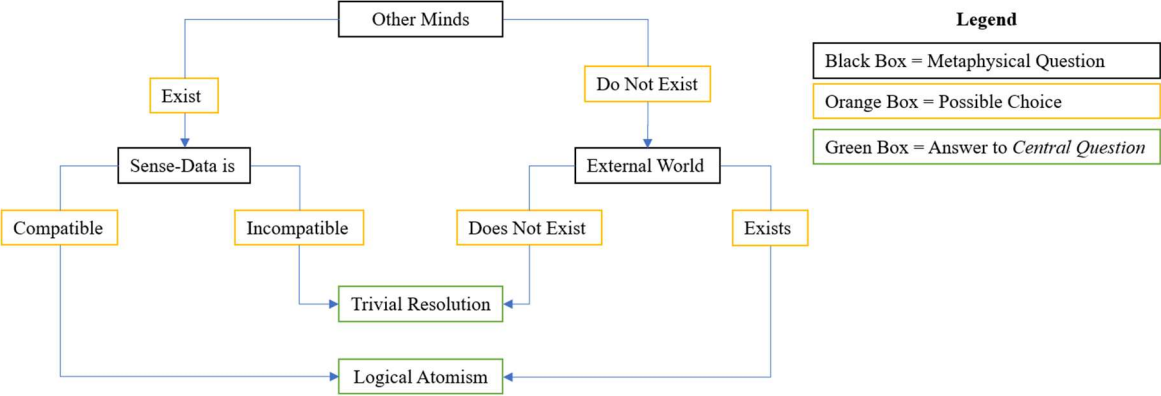 Other Minds
Legend
Black Box = Metaphysical Question
Exist
Do Not Exist
Orange Box = Possible Choice
Green Box = Answer to Central Question
Sense-Data is
External World
Compatible
Incompatible
Does Not Exist
Exists
Trivial Resolution
Logical Atomism